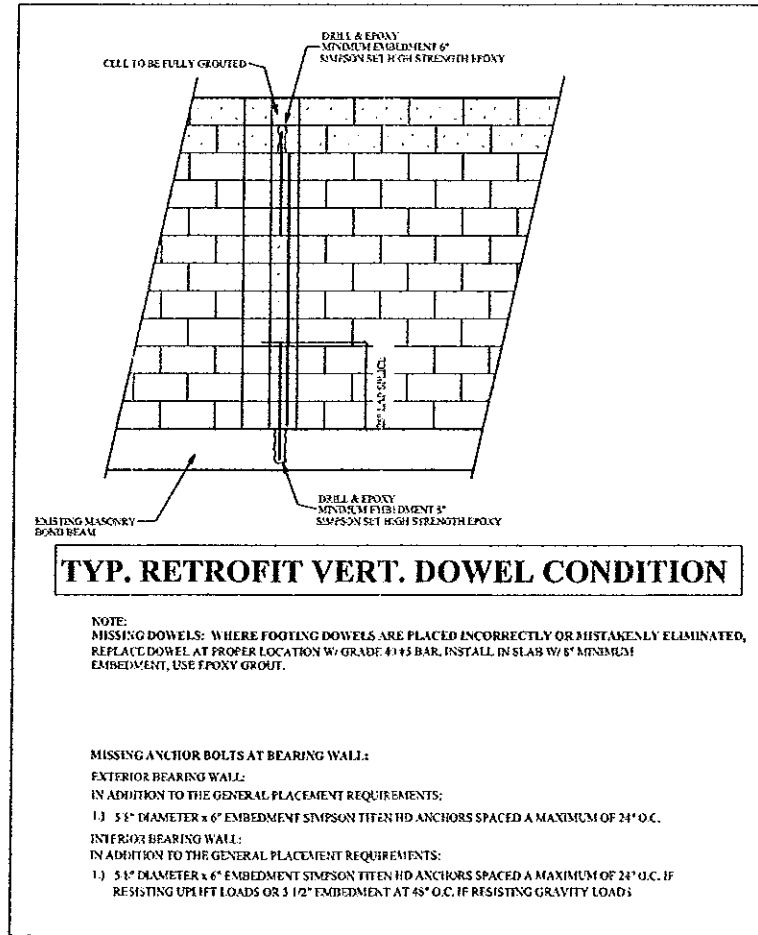 DRILL & EPOXY
MINIMUM EMBEDMENT 6"
SIMPSON SET HIGH STRENGTH EPOXY
CELL TO BE FULLY GROUTED
LAP SPLICE
DRILL & EPOXY
MINIMUM EMBEDMENT 8"
SIMPSON SET HIGH STRENGTH EPOXY
EXISTING MASONRY
BOND BEAM
TYP. RETROFIT VERT. DOWEL CONDITION
NOTE:
MISSING DOWELS: WHERE FOOTING DOWELS ARE PLACED INCORRECTLY OR MISTAKENLY ELIMINATED,
REPLACE DOWEL AT PROPER LOCATION W/ GRADE 40 #5 BAR, INSTALL IN SLAB W/ 8" MINIMUM
EMBEDMENT, USE EPOXY GROUT.
MISSING ANCHOR BOLTS AT BEARING WALL:
EXTERIOR BEARING WALL:
IN ADDITION TO THE GENERAL PLACEMENT REQUIREMENTS:
1.) 5/8" DIAMETER x 6" EMBEDMENT SIMPSON TITEN HD ANCHORS SPACED A MAXIMUM OF 24" O.C.
INTERIOR BEARING WALL:
IN ADDITION TO THE GENERAL PLACEMENT REQUIREMENTS:
1.) 5/8" DIAMETER x 6" EMBEDMENT SIMPSON TITEN HD ANCHORS SPACED A MAXIMUM OF 24" O.C. IF
RESISTING UPLIFT LOADS OR 3 1/2" EMBEDMENT AT 48" O.C. IF RESISTING GRAVITY LOADS